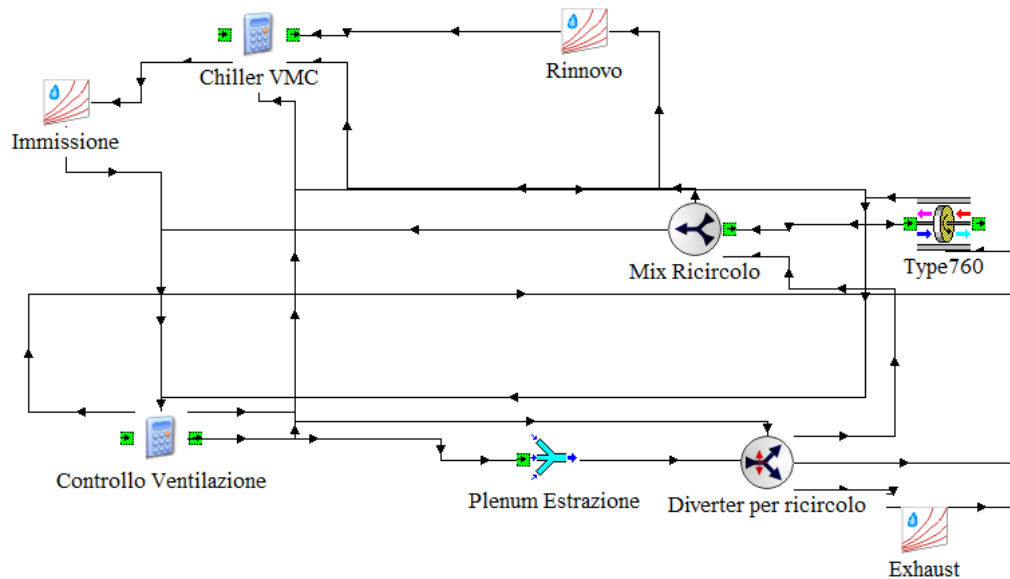 Chiller VMC
Rinnovo
Immissione
Type760
Mix Ricircolo
Controllo Ventilazione
Plenum Estrazione
Diverter per ricircolo
Exhaust